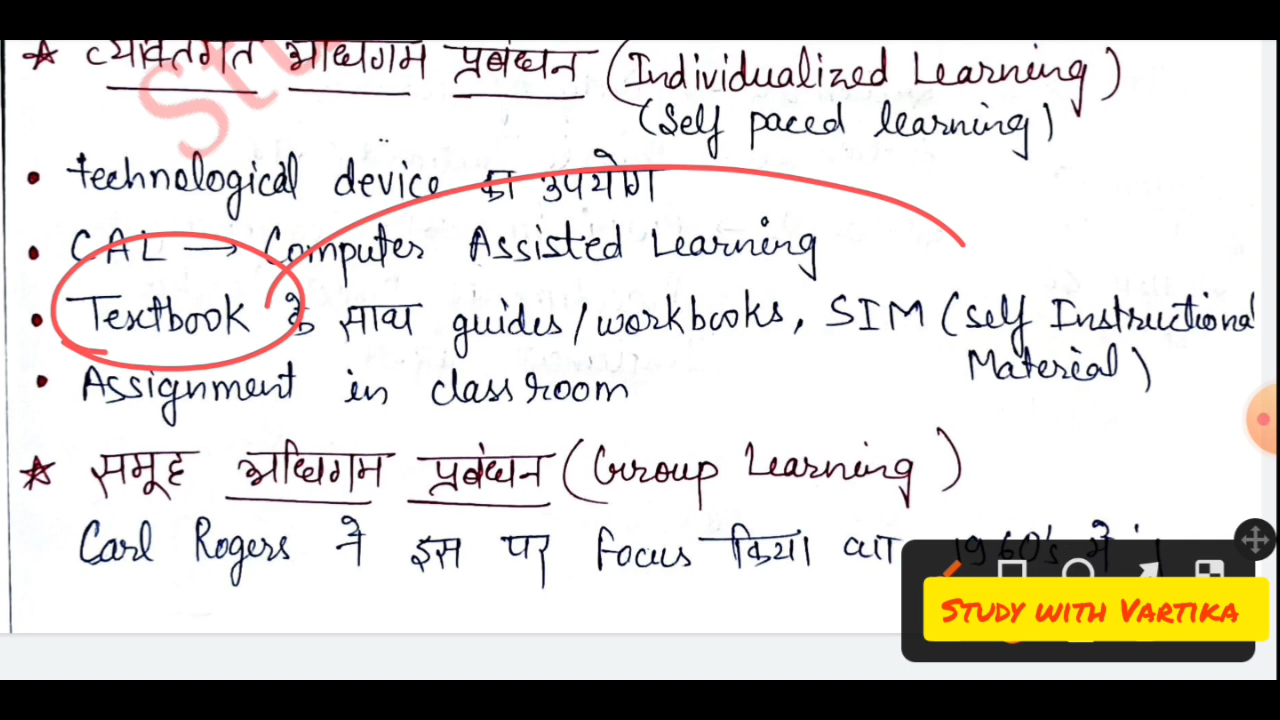 ★ व्यक्तिगत अधिगम प्रबंधन (Individualized Learning)
(Self paced learning)
• technological device का उपयोग
• CAL → Computer Assisted Learning
• Textbook के साथ guides/workbooks, SIM (self Instructional
Material)
• Assignment in classroom
★ समूह अधिगम प्रबंधन (Group Learning)
Carl Rogers ने इस पर focus किया था 1960's में।
STUDY WITH VARTIKA